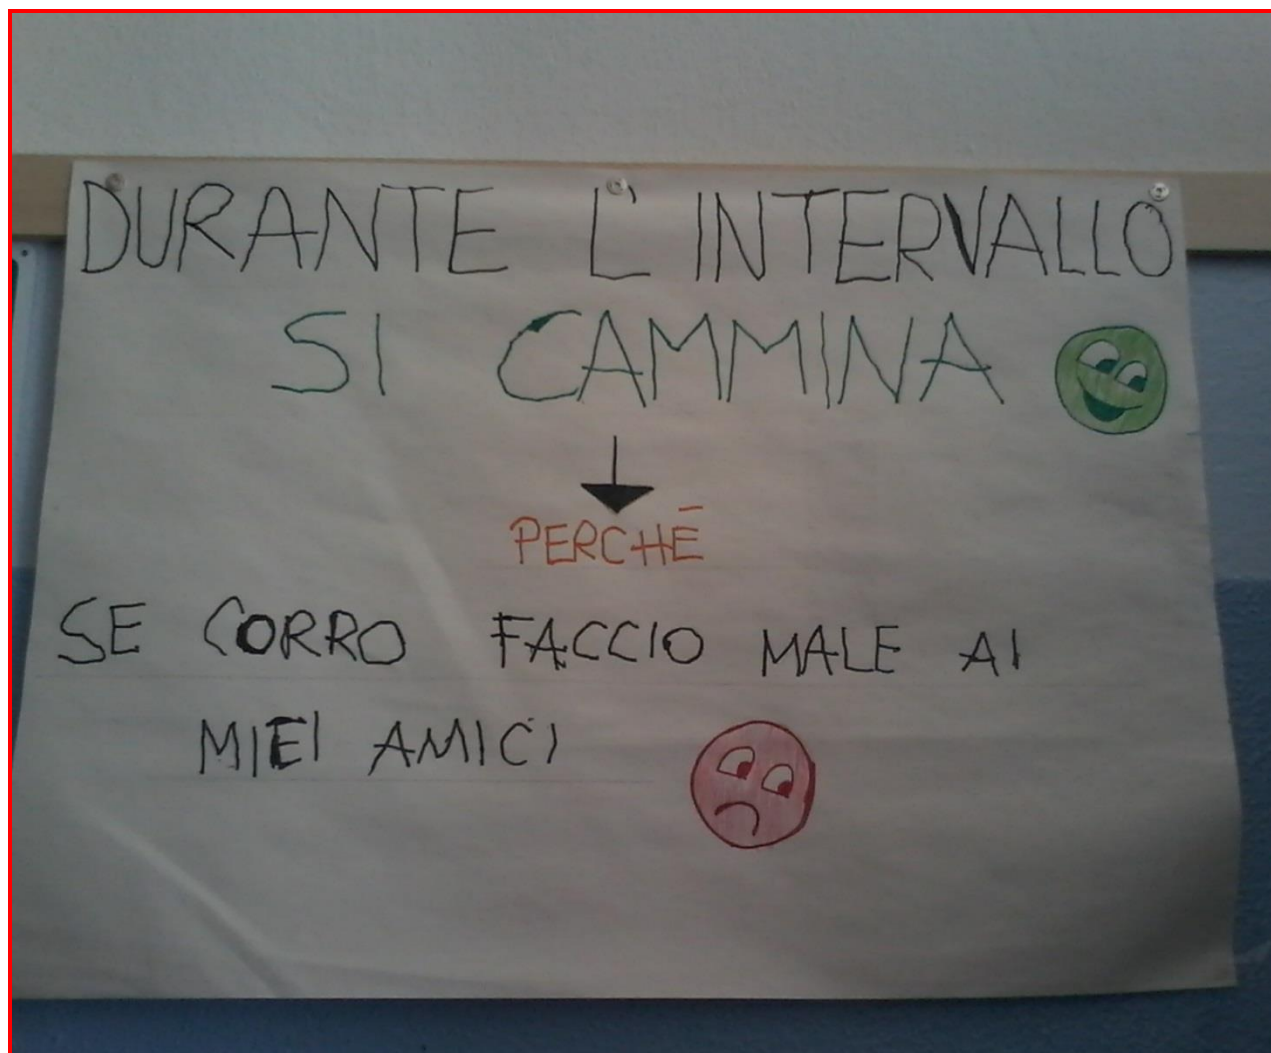 DURANTE L'INTERVALLO
SI CAMMINA
PERCHÉ
SE CORRO FACCIO MALE AI
MIEI AMICI